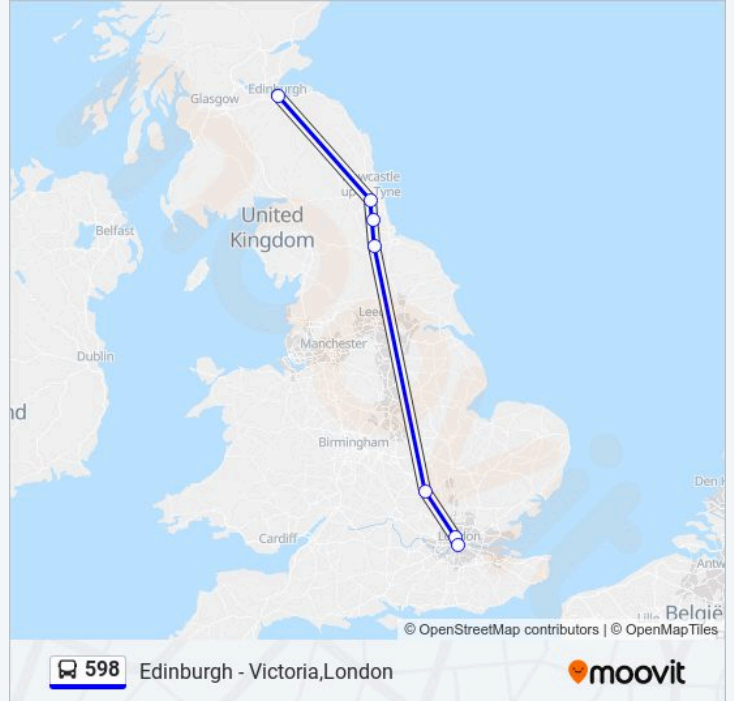 Edinburgh
Glasgow
wcastle
upon Tyne
United
Kingdom
Belfast
Leeds
Manchester
Dublin
nd
Birmingham
Den H
Cardiff
London
Antw
Lille
België
© OpenStreetMap contributors | © OpenMapTiles
598 Edinburgh - Victoria,London
moovit